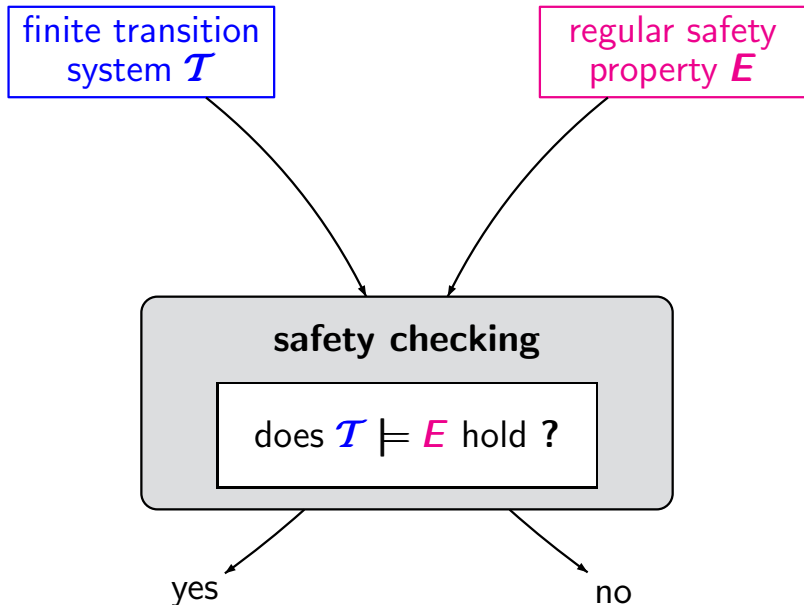 finite transition
system 𝓣
regular safety
property E
safety checking
does 𝓣 ⊨ E hold ?
yes
no